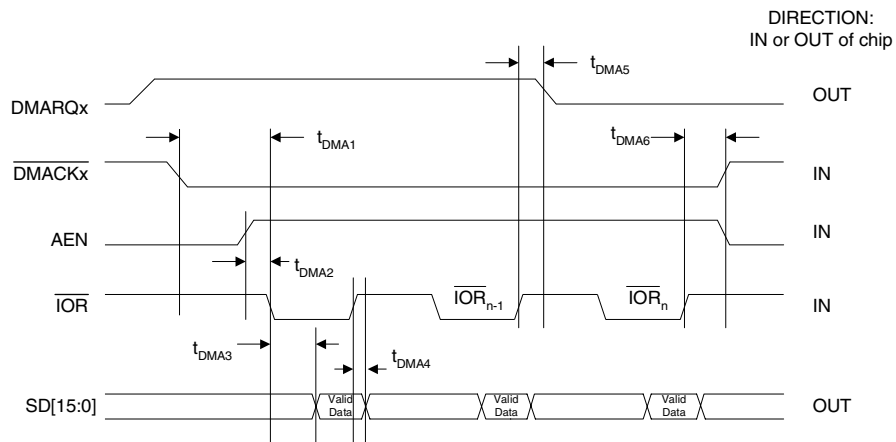 DIRECTION:
IN or OUT of chip
DMARQx
tDMA5
OUT
tDMA1
tDMA6
DMACKx
IN
AEN
IN
tDMA2
IOR
IORn-1
IORn
IN
tDMA3
tDMA4
SD[15:0]
Valid
Data
Valid
Data
Valid
Data
OUT